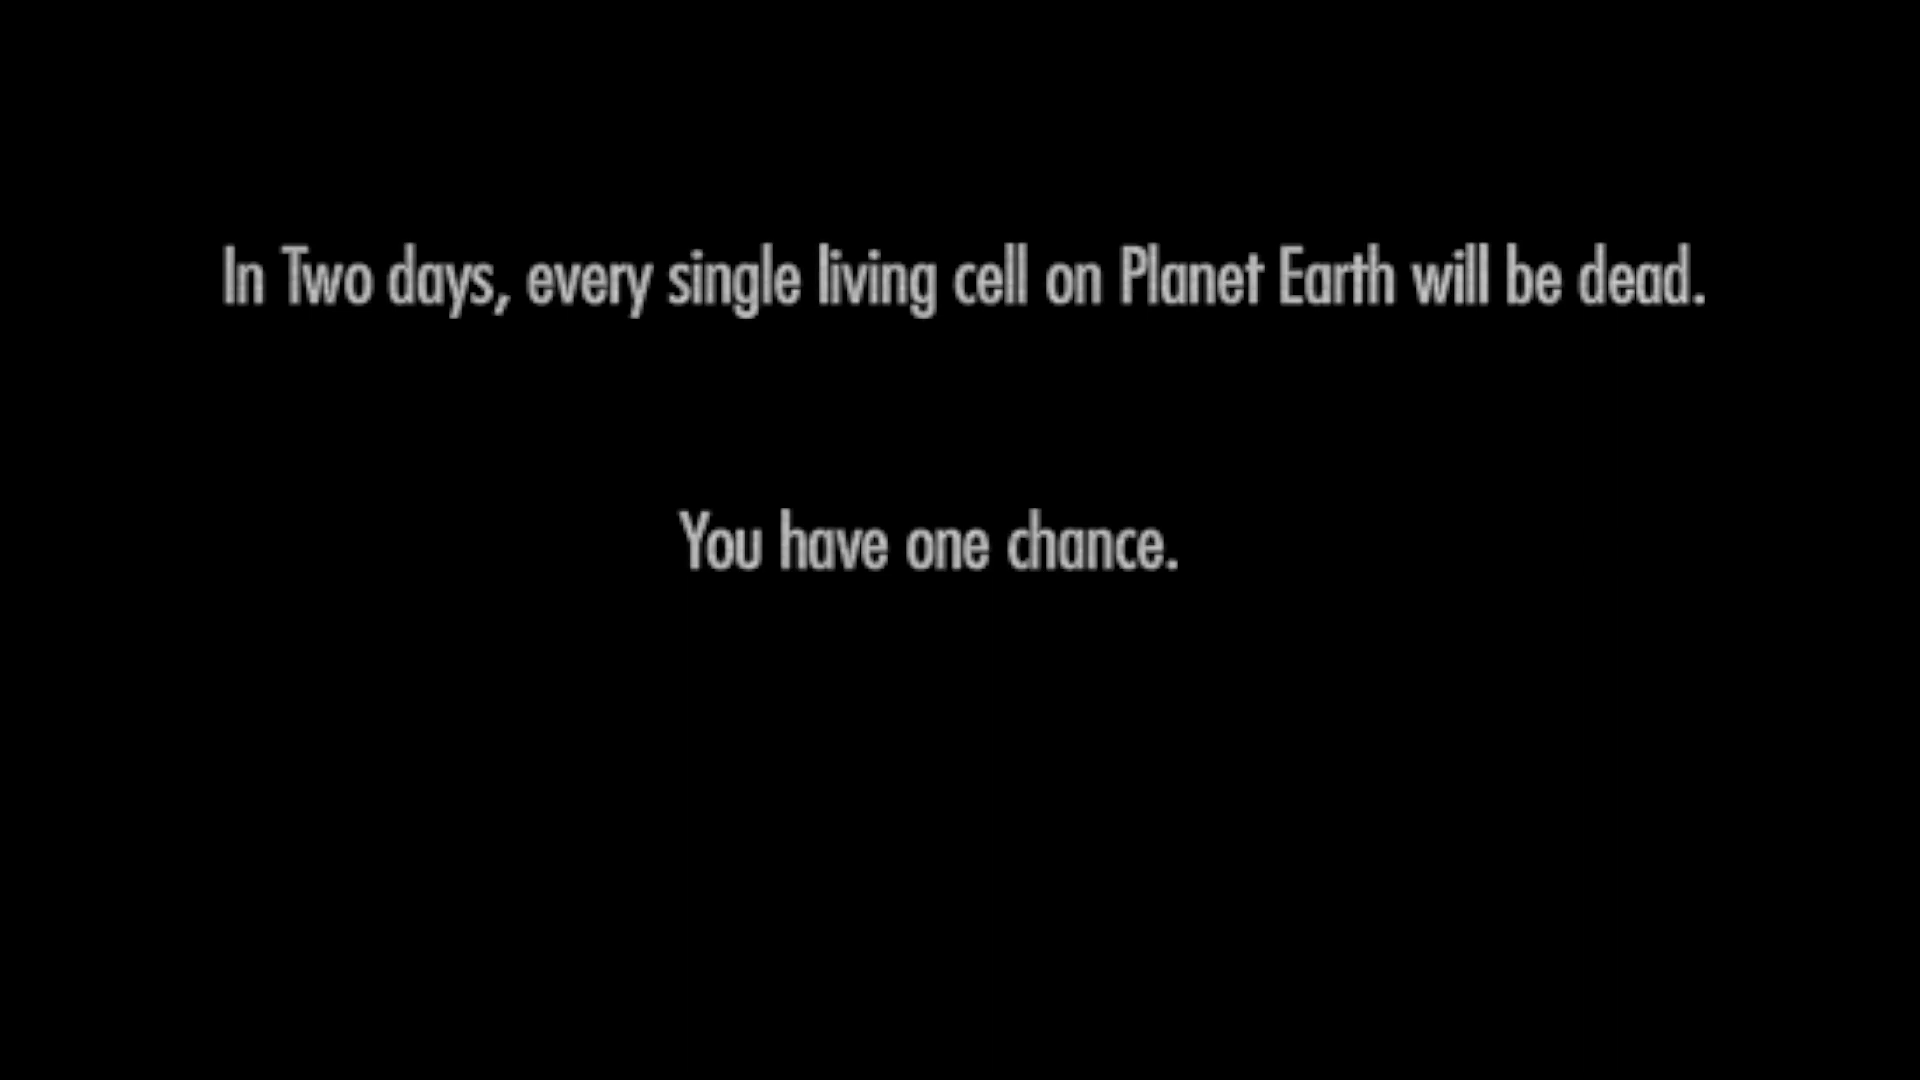 In Two days, every single living cell on Planet Earth will be dead.
You have one chance.